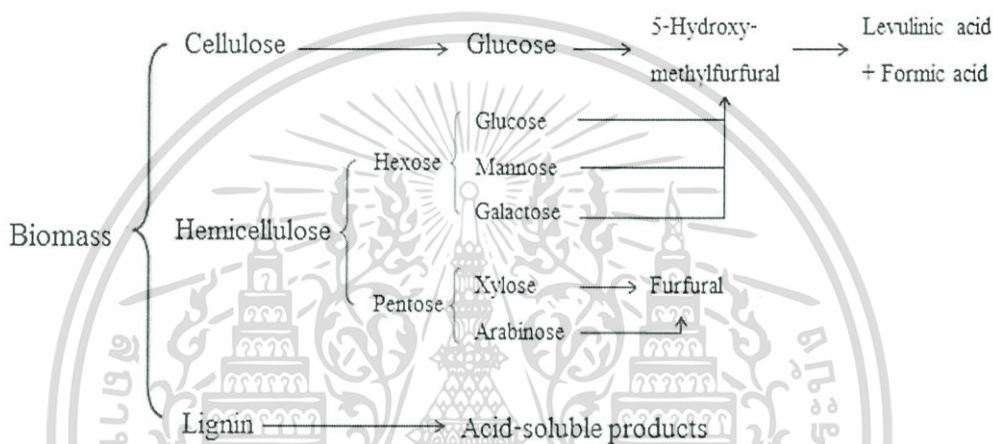 Cellulose
Glucose
5-Hydroxy-
methylfurfural
Levulinic acid
+ Formic acid
Biomass
Hemicellulose
Hexose
Glucose
Mannose
Galactose
Pentose
Xylose
Furfural
Arabinose
Lignin
Acid-soluble products